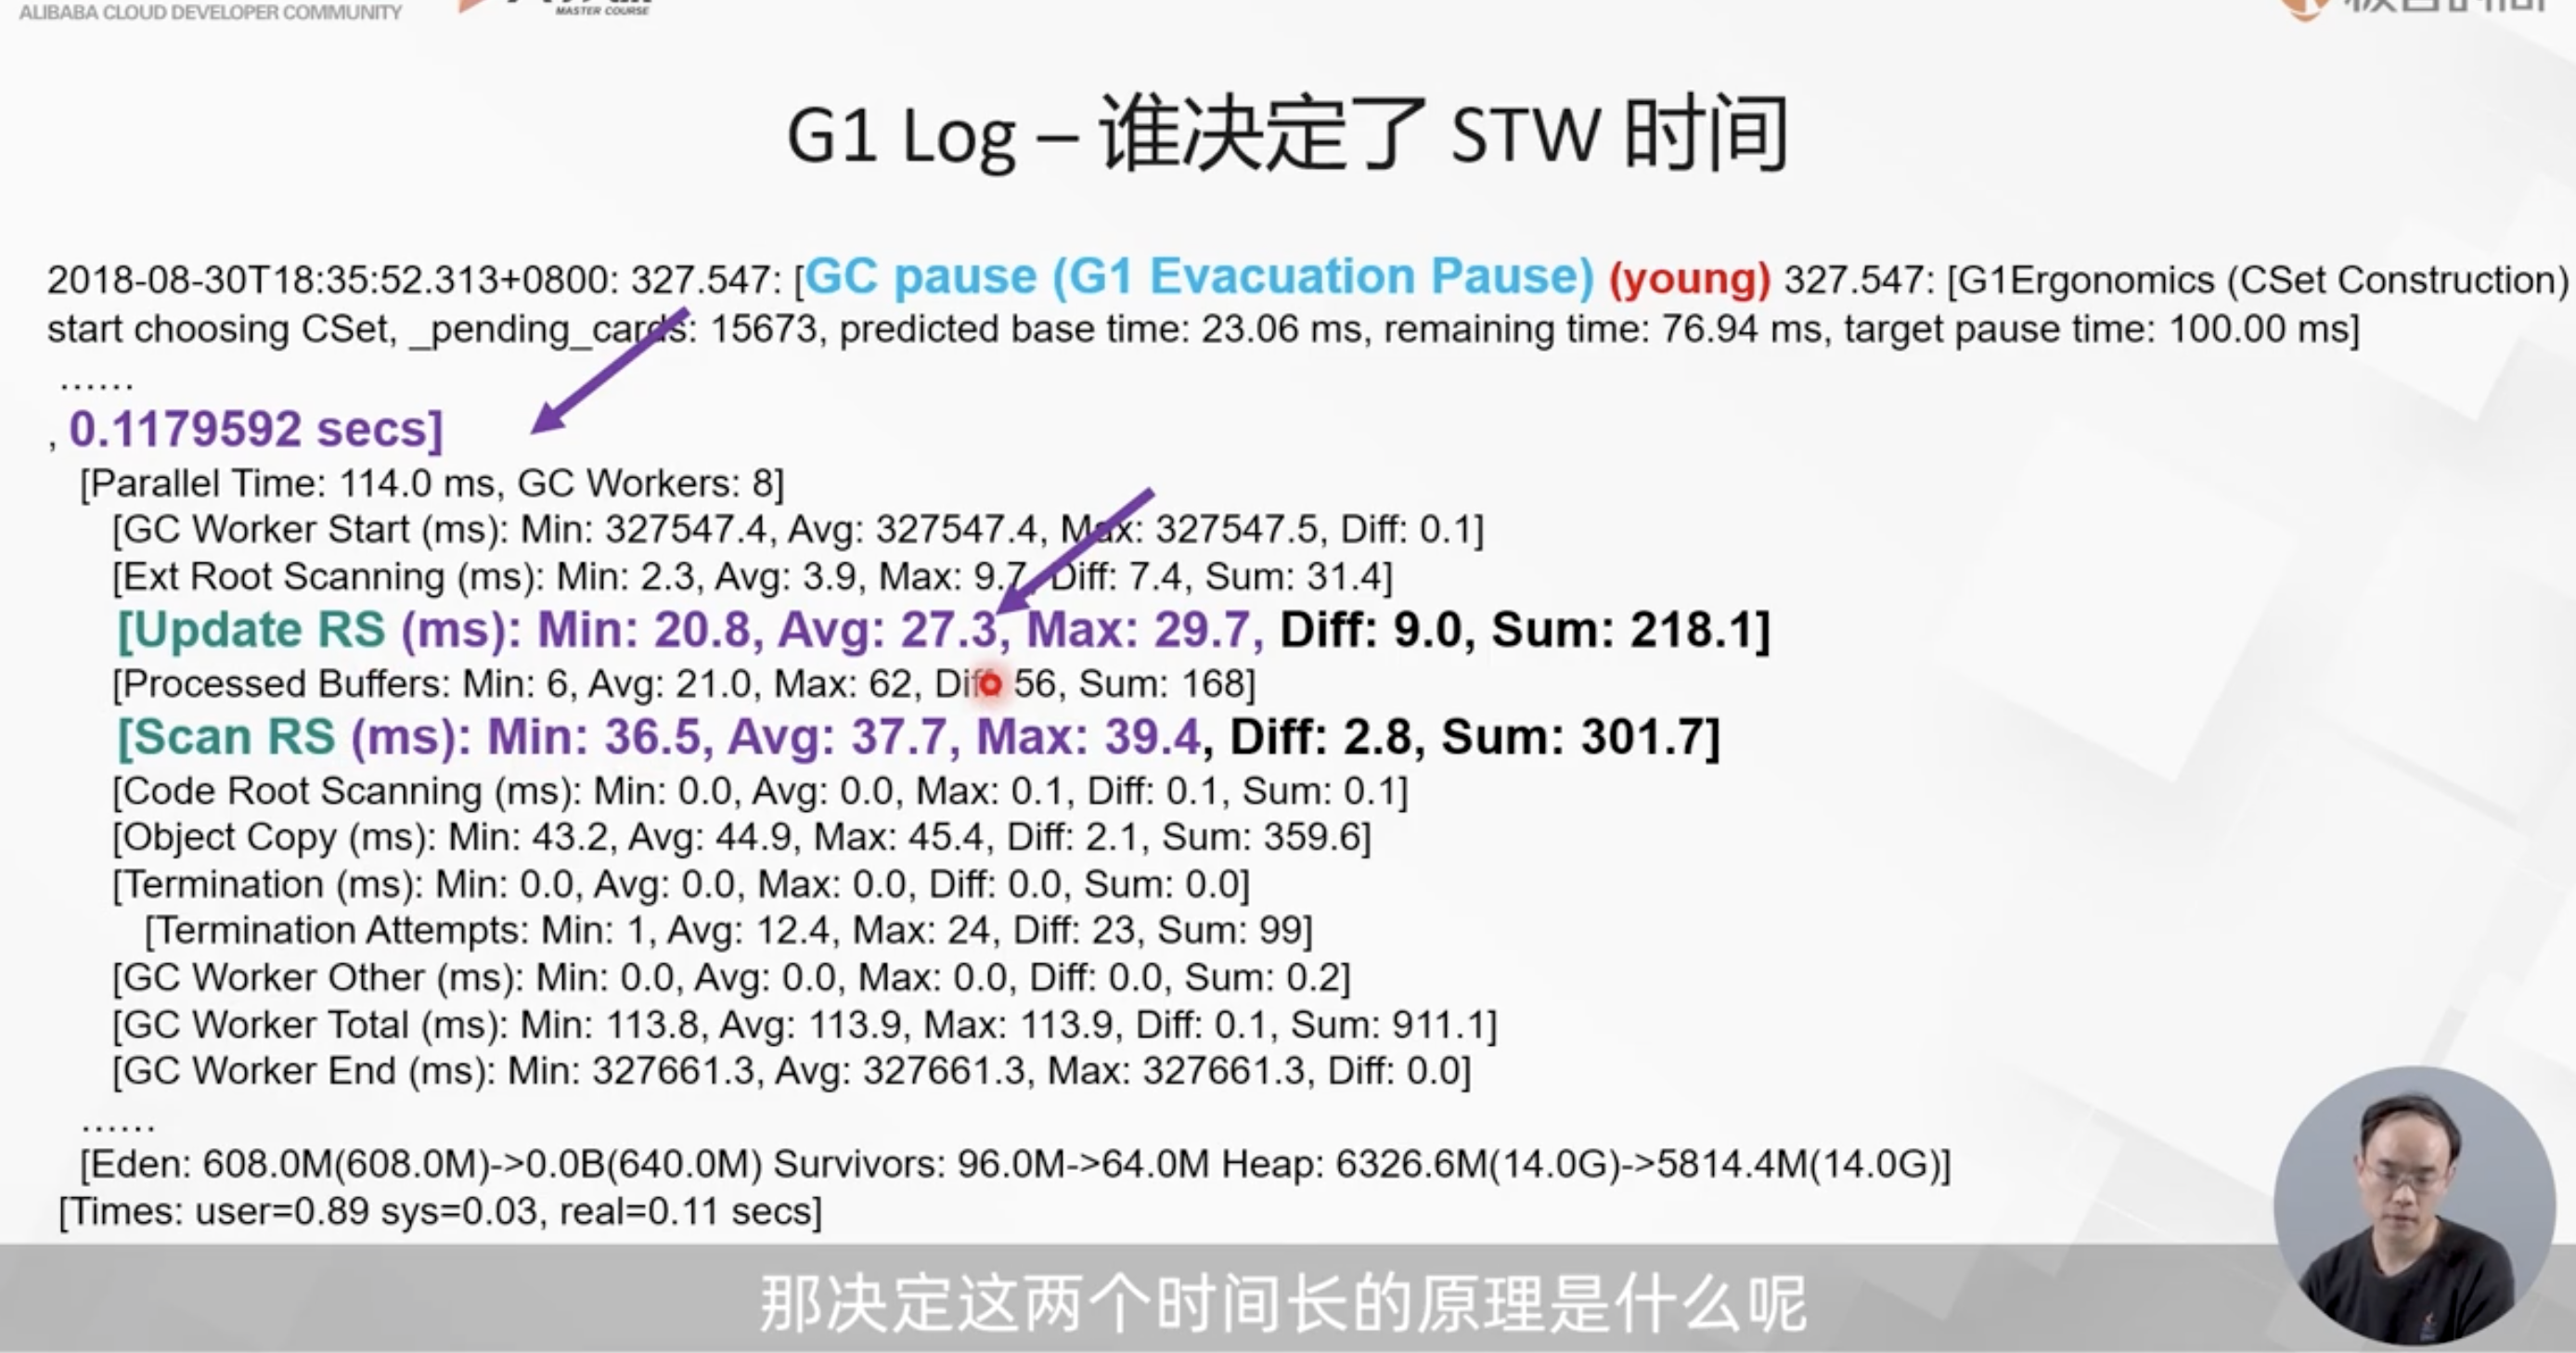 ALIBABA CLOUD DEVELOPER COMMUNITY
MASTER COURSE
G1 Log – 谁决定了 STW 时间
2018-08-30T18:35:52.313+0800: 327.547: [GC pause (G1 Evacuation Pause) (young) 327.547: [G1Ergonomics (CSet Construction)
start choosing CSet, _pending_cards: 15673, predicted base time: 23.06 ms, remaining time: 76.94 ms, target pause time: 100.00 ms]
......
, 0.1179592 secs]
[Parallel Time: 114.0 ms, GC Workers: 8]
[GC Worker Start (ms): Min: 327547.4, Avg: 327547.4, Max: 327547.5, Diff: 0.1]
[Ext Root Scanning (ms): Min: 2.3, Avg: 3.9, Max: 9.7, Diff: 7.4, Sum: 31.4]
[Update RS (ms): Min: 20.8, Avg: 27.3, Max: 29.7, Diff: 9.0, Sum: 218.1]
[Processed Buffers: Min: 6, Avg: 21.0, Max: 62, Diff: 56, Sum: 168]
[Scan RS (ms): Min: 36.5, Avg: 37.7, Max: 39.4, Diff: 2.8, Sum: 301.7]
[Code Root Scanning (ms): Min: 0.0, Avg: 0.0, Max: 0.1, Diff: 0.1, Sum: 0.1]
[Object Copy (ms): Min: 43.2, Avg: 44.9, Max: 45.4, Diff: 2.1, Sum: 359.6]
[Termination (ms): Min: 0.0, Avg: 0.0, Max: 0.0, Diff: 0.0, Sum: 0.0]
[Termination Attempts: Min: 1, Avg: 12.4, Max: 24, Diff: 23, Sum: 99]
[GC Worker Other (ms): Min: 0.0, Avg: 0.0, Max: 0.0, Diff: 0.0, Sum: 0.2]
[GC Worker Total (ms): Min: 113.8, Avg: 113.9, Max: 113.9, Diff: 0.1, Sum: 911.1]
[GC Worker End (ms): Min: 327661.3, Avg: 327661.3, Max: 327661.3, Diff: 0.0]
......
[Eden: 608.0M(608.0M)->0.0B(640.0M) Survivors: 96.0M->64.0M Heap: 6326.6M(14.0G)->5814.4M(14.0G)]
[Times: user=0.89 sys=0.03, real=0.11 secs]
那决定这两个时间长的原理是什么呢